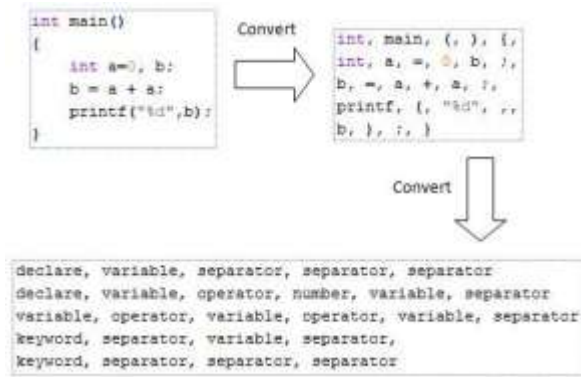 int main()
{
int a=0, b;
b = a + a;
printf("%d",b);
}
Convert
int, main, (, ), {,
int, a, =, 0, b, ;,
b, =, a, +, a, ;,
printf, (, "%d", ,,
b, ), ;, }
Convert
declare, variable, separator, separator, separator
declare, variable, operator, number, variable, separator
variable, operator, variable, operator, variable, separator
keyword, separator, variable, separator,
keyword, separator, separator, separator